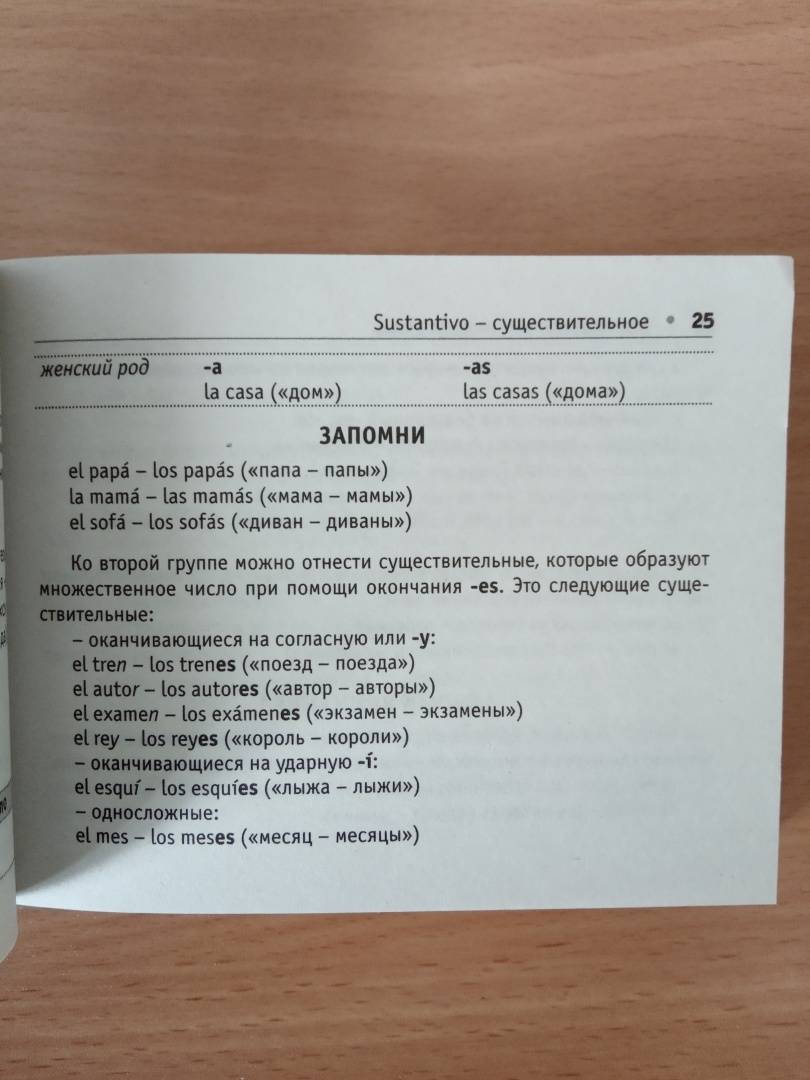 Sustantivo – существительное • 25
женский род -a -as
la casa («дом») las casas («дома»)
ЗАПОМНИ
el papá – los papás («папа – папы»)
la mamá – las mamás («мама – мамы»)
el sofá – los sofás («диван – диваны»)
Ко второй группе можно отнести существительные, которые образуют
множественное число при помощи окончания -es. Это следующие суще-
ствительные:
– оканчивающиеся на согласную или -y:
el tren – los trenes («поезд – поезда»)
el autor – los autores («автор – авторы»)
el examen – los exámenes («экзамен – экзамены»)
el rey – los reyes («король – короли»)
– оканчивающиеся на ударную -í:
el esquí – los esquíes («лыжа – лыжи»)
– односложные:
el mes – los meses («месяц – месяцы»)